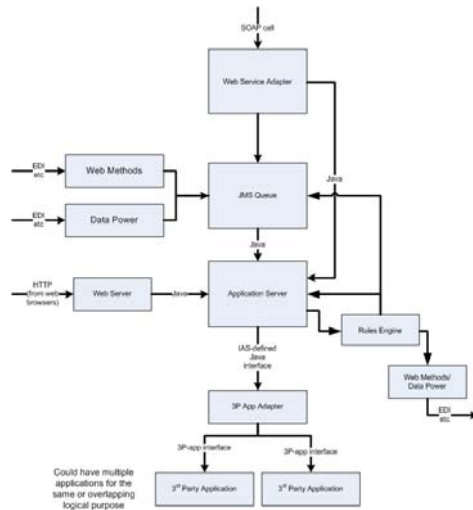 SOAP cell
Web Service Adapter
EDI
etc
Web Methods
Java
JMS Queue
EDI
etc
Data Power
Java
HTTP
(from web
browsers)
Web Server
Java
Application Server
Rules Engine
IAS-defined
Java
interface
Web Methods/
Data Power
3P App Adapter
EDI
etc
3P-app interface
3P-app interface
Could have multiple
applications for the
same or overlapping
logical purpose
3rd Party Application
3rd Party Application